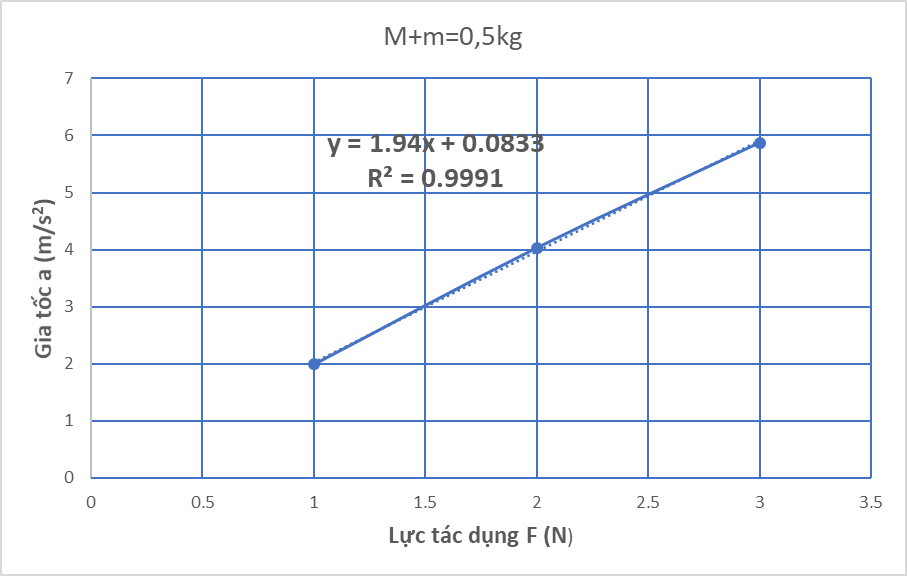 M+m=0,5kg
y = 1.94x + 0.0833
R² = 0.9991
Gia tốc a (m/s²)
7
6
5
4
3
2
1
0
0 0.5 1 1.5 2 2.5 3 3.5
Lực tác dụng F (N)